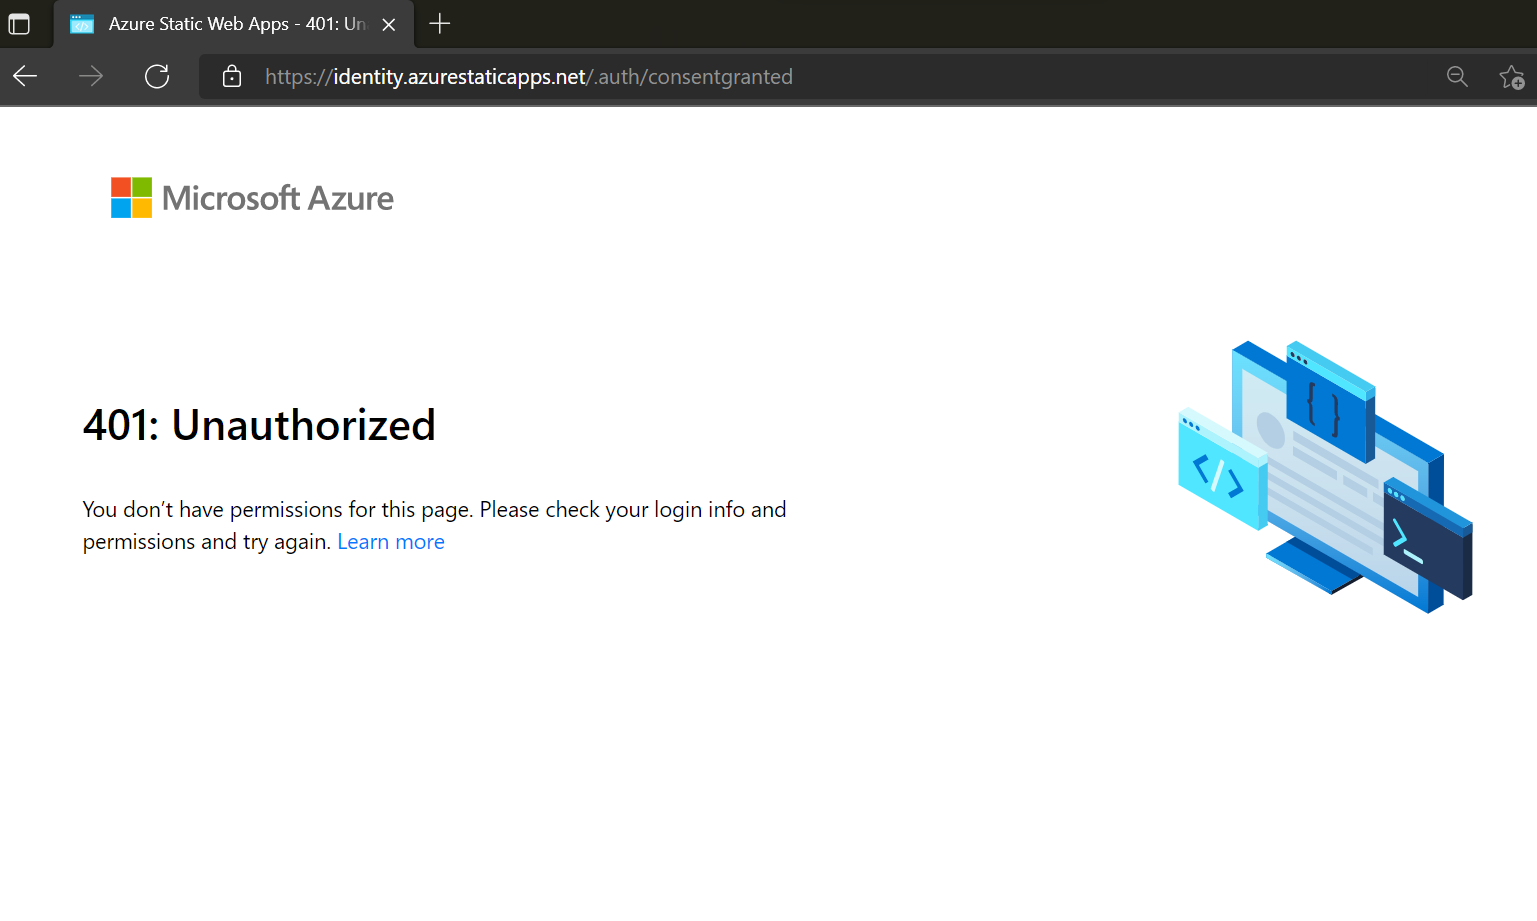 Azure Static Web Apps - 401: Un
https://identity.azurestaticapps.net/.auth/consentgranted
Microsoft Azure
401: Unauthorized
You don’t have permissions for this page. Please check your login info and
permissions and try again. Learn more
{ }
</>
>_